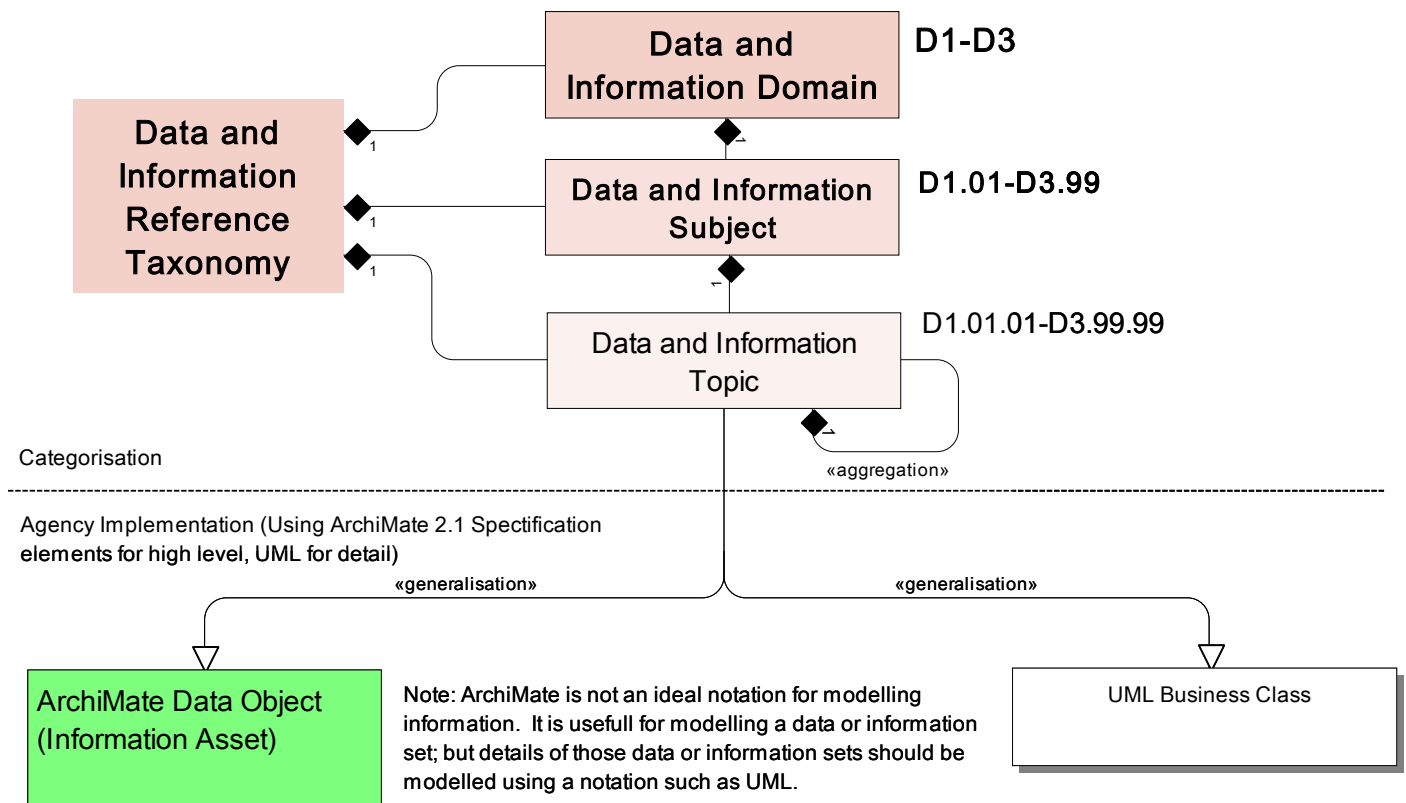 Data and
Information Domain
D1-D3
Data and
Information
Reference
Taxonomy
1
1
1
1
Data and Information
Subject
D1.01-D3.99
1
Data and Information
Topic
D1.01.01-D3.99.99
1
«aggregation»
Categorisation
Agency Implementation (Using ArchiMate 2.1 Spectification
elements for high level, UML for detail)
«generalisation»
«generalisation»
ArchiMate Data Object
(Information Asset)
Note: ArchiMate is not an ideal notation for modelling
information. It is usefull for modelling a data or information
set; but details of those data or information sets should be
modelled using a notation such as UML.
UML Business Class